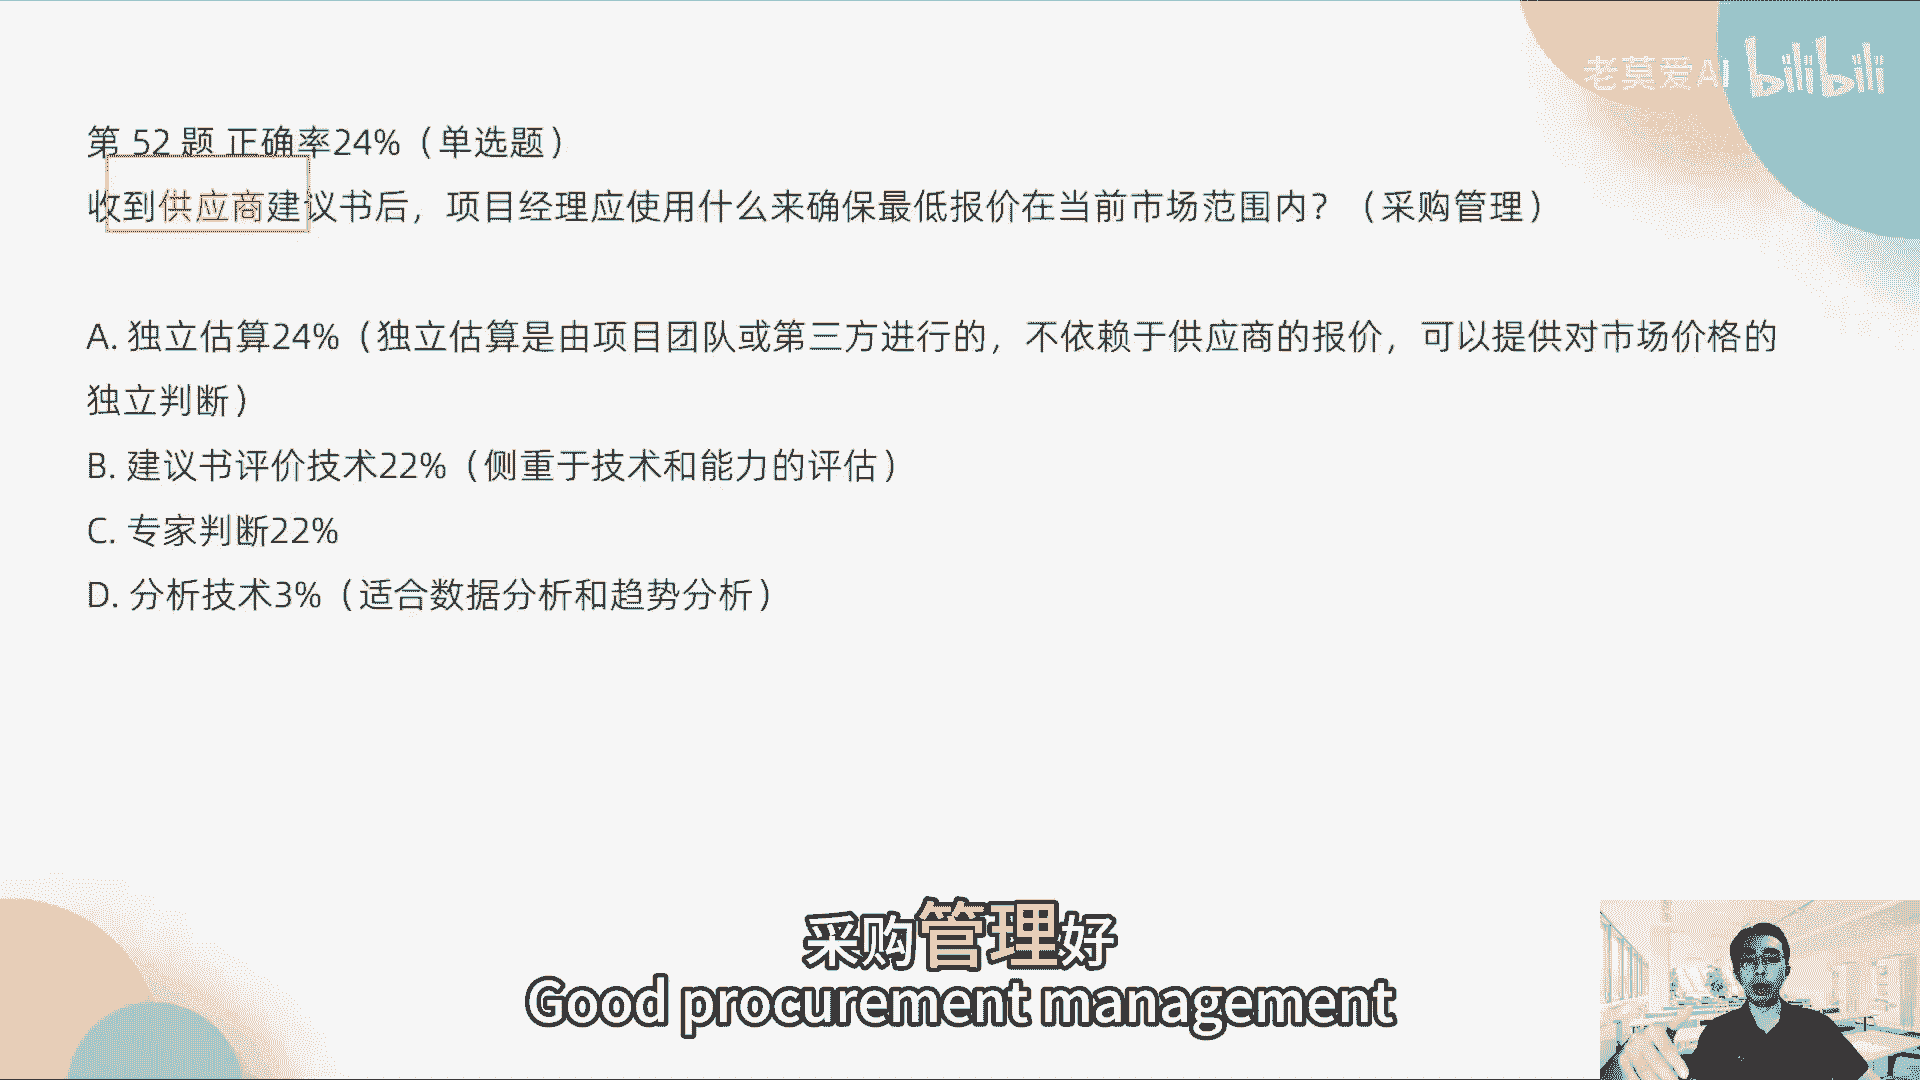 老莫爱AI bilibili
第 52 题 正确率24%（单选题）
收到供应商建议书后，项目经理应使用什么来确保最低报价在当前市场范围内？（采购管理）
A. 独立估算24%（独立估算是由项目团队或第三方进行的，不依赖于供应商的报价，可以提供对市场价格的
独立判断）
B. 建议书评价技术22%（侧重于技术和能力的评估）
C. 专家判断22%
D. 分析技术3%（适合数据分析和趋势分析）
采购管理好
Good procurement management